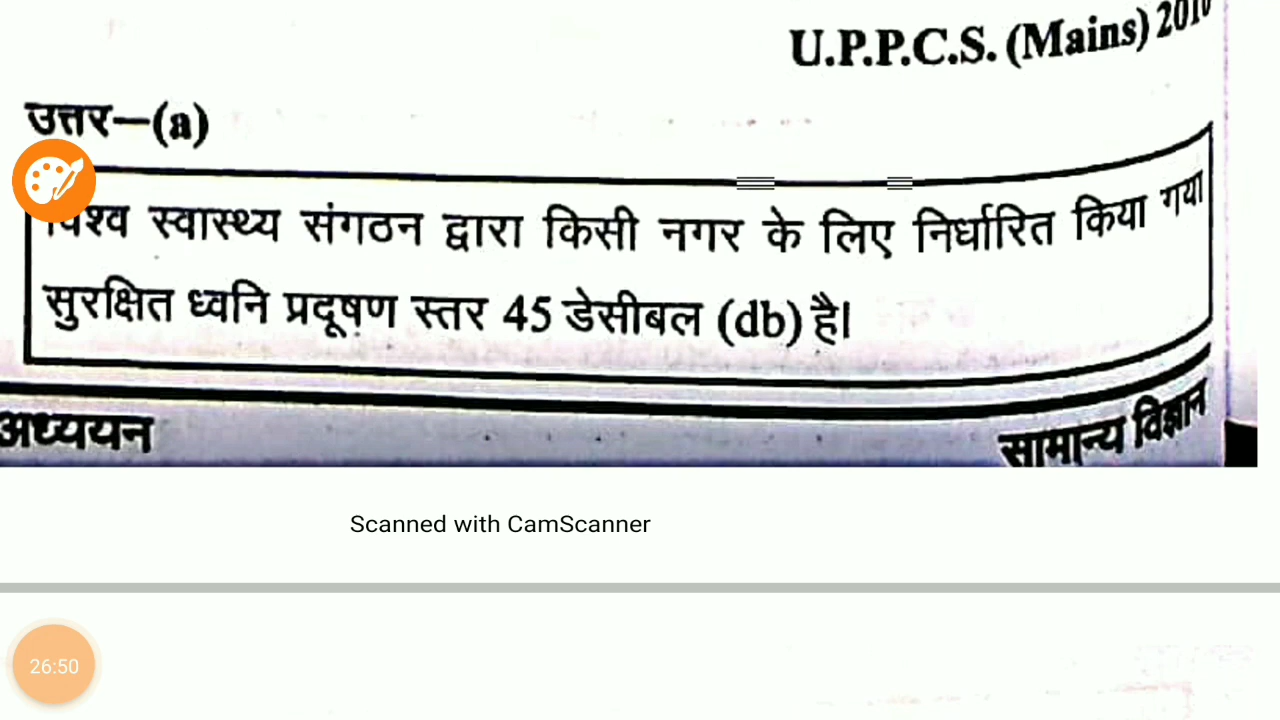 U.P.P.C.S. (Mains) 2010
उत्तर–(a)
विश्व स्वास्थ्य संगठन द्वारा किसी नगर के लिए निर्धारित किया गया
सुरक्षित ध्वनि प्रदूषण स्तर 45 डेसीबल (db) है।
अध्ययन
सामान्य विज्ञान
Scanned with CamScanner
26:50